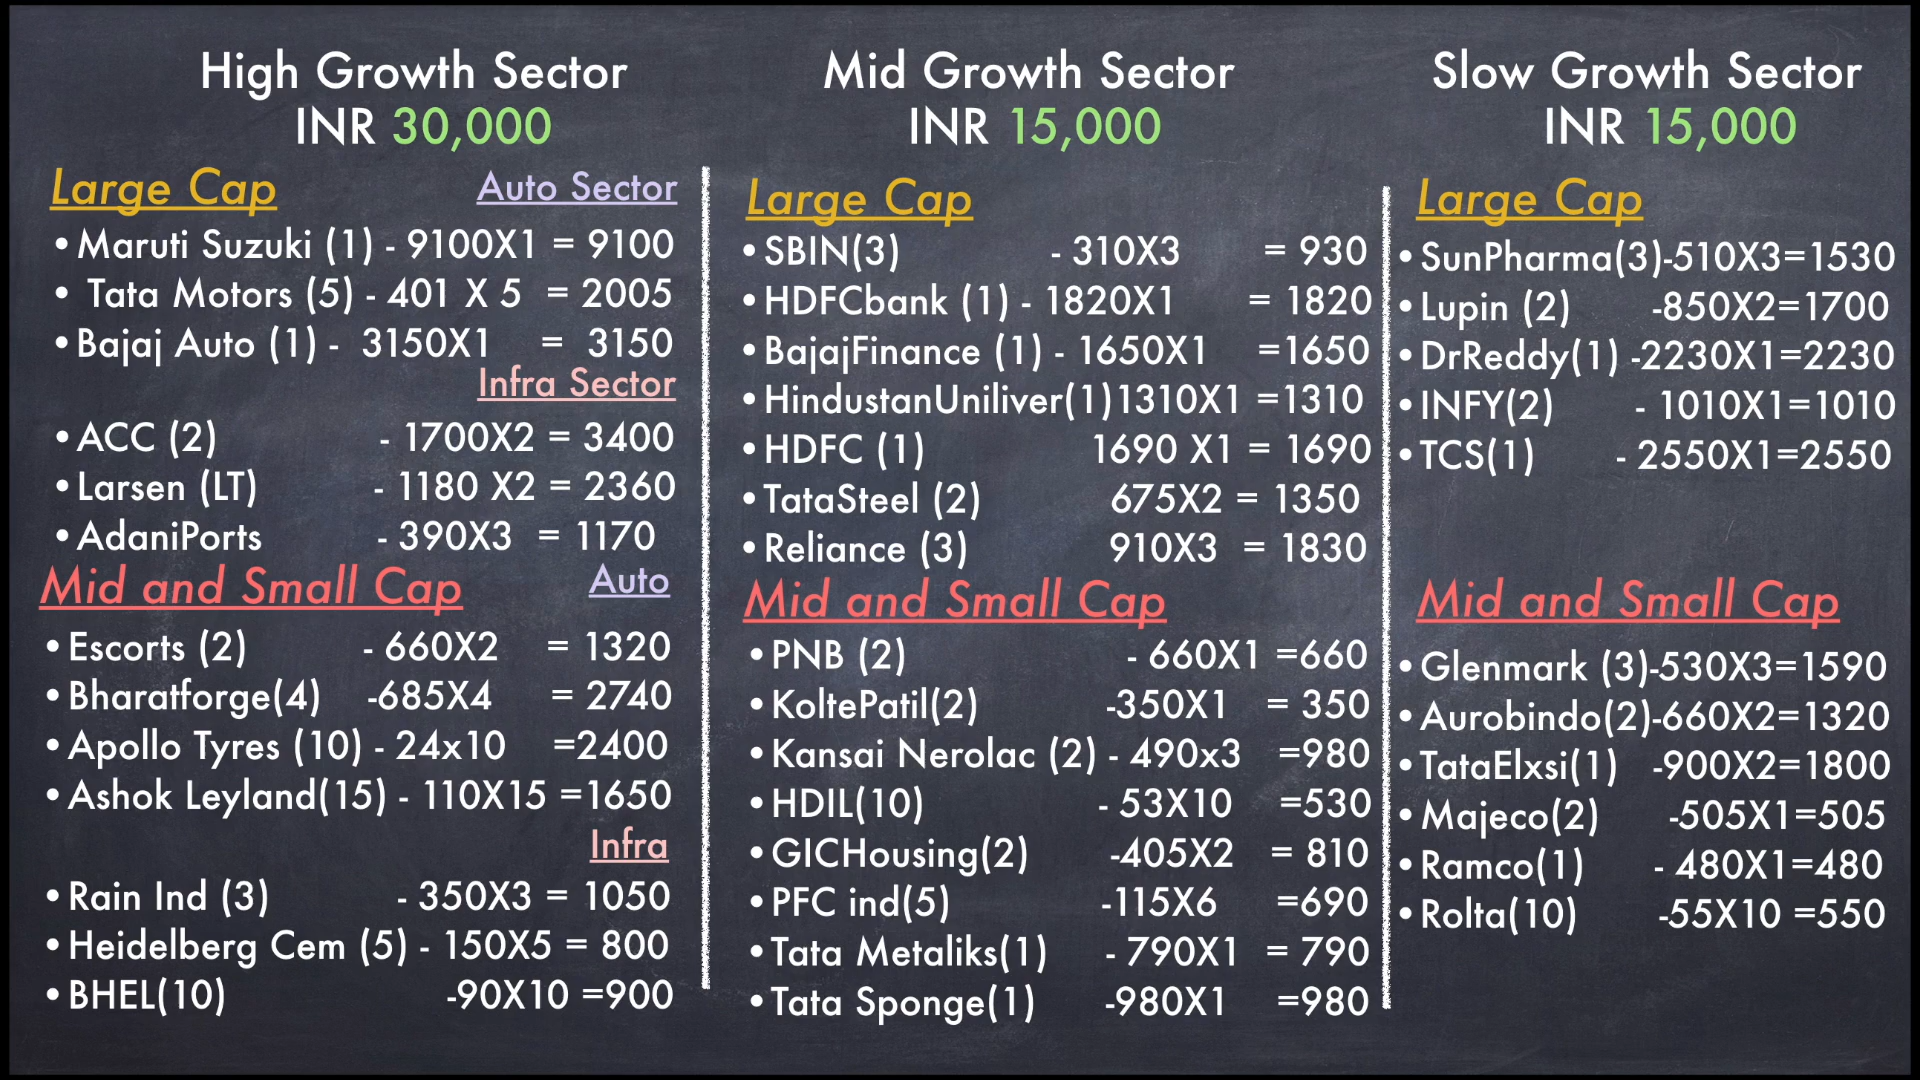 High Growth Sector
INR 30,000
Large Cap
Auto Sector
•Maruti Suzuki (1) - 9100X1 = 9100
• Tata Motors (5) - 401 X 5 = 2005
•Bajaj Auto (1) - 3150X1 = 3150
Infra Sector
•ACC (2) - 1700X2 = 3400
•Larsen (LT) - 1180 X2 = 2360
•AdaniPorts - 390X3 = 1170
Mid and Small Cap
Auto
•Escorts (2) - 660X2 = 1320
•Bharatforge(4) -685X4 = 2740
•Apollo Tyres (10) - 24x10 =2400
•Ashok Leyland(15) - 110X15 =1650
Infra
•Rain Ind (3) - 350X3 = 1050
•Heidelberg Cem (5) - 150X5 = 800
•BHEL(10) -90X10 =900
Mid Growth Sector
INR 15,000
Large Cap
•SBIN(3) - 310X3 = 930
•HDFCbank (1) - 1820X1 = 1820
•BajajFinance (1) - 1650X1 =1650
•HindustanUniliver(1)1310X1 =1310
•HDFC (1) 1690 X1 = 1690
•TataSteel (2) 675X2 = 1350
•Reliance (3) 910X3 = 1830
Mid and Small Cap
•PNB (2) - 660X1 =660
•KoltePatil(2) -350X1 = 350
•Kansai Nerolac (2) - 490x3 =980
•HDIL(10) - 53X10 =530
•GICHousing(2) -405X2 = 810
•PFC ind(5) -115X6 =690
•Tata Metaliks(1) - 790X1 = 790
•Tata Sponge(1) -980X1 =980
Slow Growth Sector
INR 15,000
Large Cap
•SunPharma(3)-510X3=1530
•Lupin (2) -850X2=1700
•DrReddy(1) -2230X1=2230
•INFY(2) - 1010X1=1010
•TCS(1) - 2550X1=2550
Mid and Small Cap
•Glenmark (3)-530X3=1590
•Aurobindo(2)-660X2=1320
•TataElxsi(1) -900X2=1800
•Majeco(2) -505X1=505
•Ramco(1) - 480X1=480
•Rolta(10) -55X10 =550